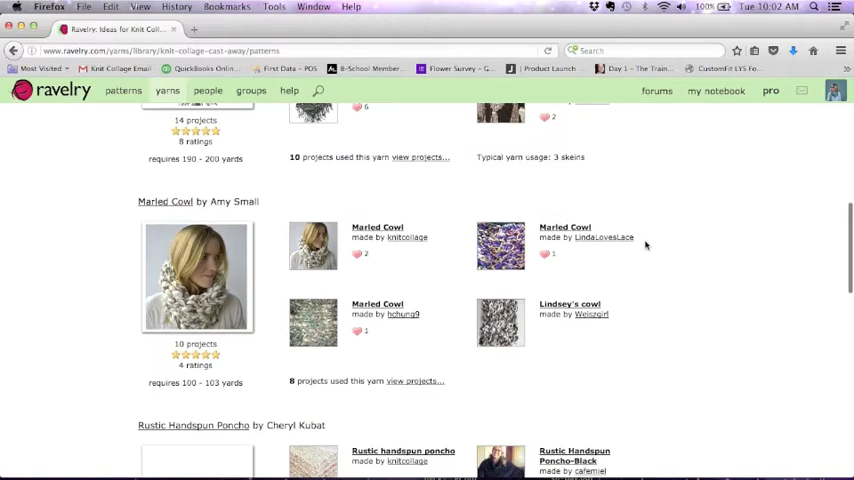 Firefox File Edit View History Bookmarks Tools Window Help 100% Tue 10:02 AM
Ravelry: Ideas for Knit Coll...
www.ravelry.com/yarns/library/knit-collage-cast-away/patterns
Search
Most Visited Knit Collage Email QuickBooks Onlin... First Data - POS B-School Member... Flower Survey - G... Product Launch ... Day 1 - The Train... CustomFit LYS Fo...
ravelry patterns yarns people groups help forums my notebook pro
14 projects
8 ratings
requires 190 - 200 yards
6
2
10 projects used this yarn view projects...
Typical yarn usage: 3 skeins
Marled Cowl by Amy Small
Marled Cowl
made by knitcollage
2
Marled Cowl
made by LindaLovesLace
1
Marled Cowl
made by hchung9
1
Lindsey's cowl
made by Weiszgirl
10 projects
4 ratings
requires 100 - 103 yards
8 projects used this yarn view projects...
Rustic Handspun Poncho by Cheryl Kubat
Rustic handspun poncho
made by knitcollage
Rustic Handspun
Poncho-Black
made by cafemiel